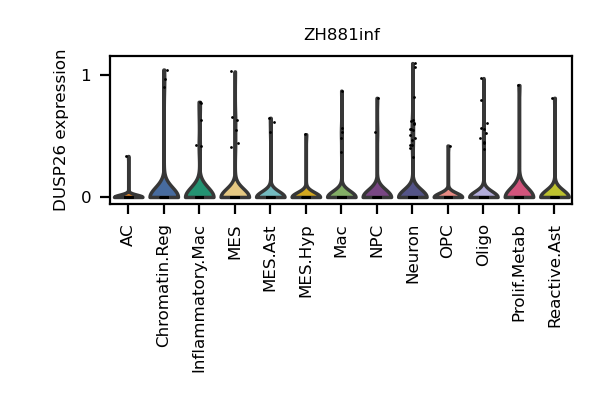 ZH881inf
DUSP26 expression
1
0
AC
Chromatin.Reg
Inflammatory.Mac
MES
MES.Ast
MES.Hyp
Mac
NPC
Neuron
OPC
Oligo
Prolif.Metab
Reactive.Ast